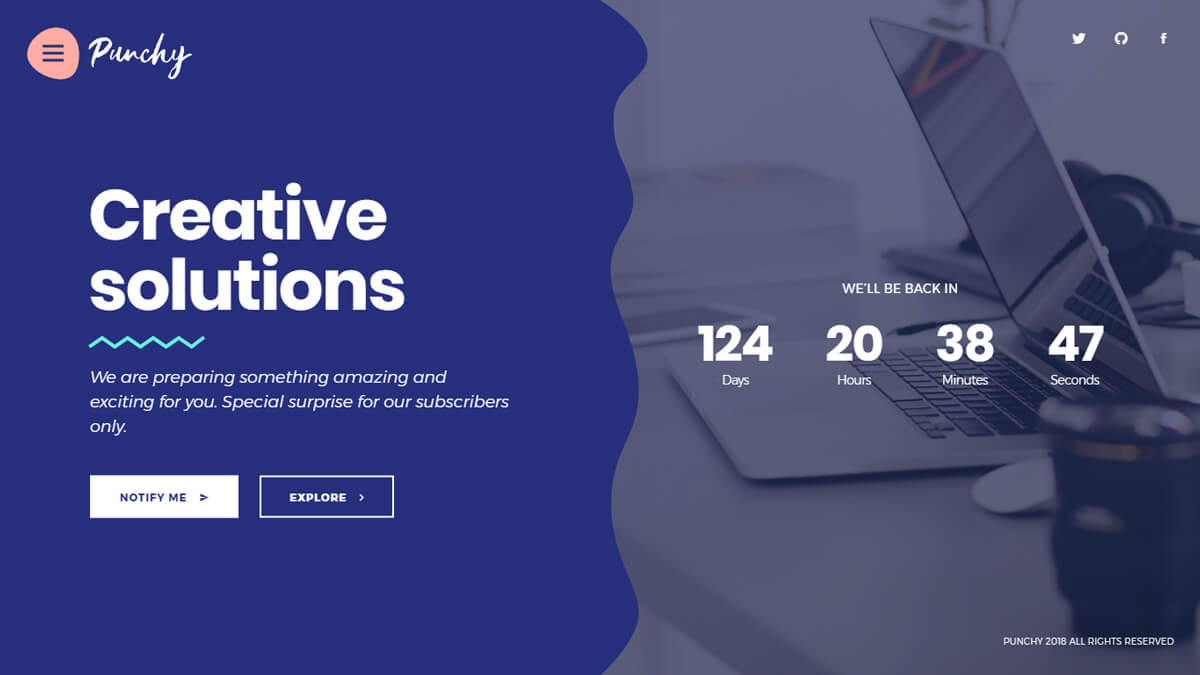 Punchy
Creative
solutions
We are preparing something amazing and
exciting for you. Special surprise for our subscribers
only.
NOTIFY ME
EXPLORE
WE'LL BE BACK IN
124 20 38 47
Days Hours Minutes Seconds
PUNCHY 2018 ALL RIGHTS RESERVED